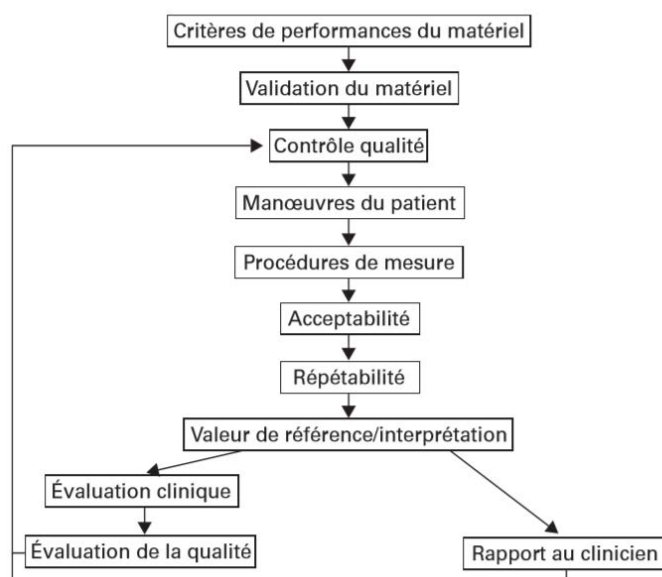 Critères de performances du matériel
Validation du matériel
Contrôle qualité
Manœuvres du patient
Procédures de mesure
Acceptabilité
Répétabilité
Valeur de référence/interprétation
Évaluation clinique
Évaluation de la qualité
Rapport au clinicien